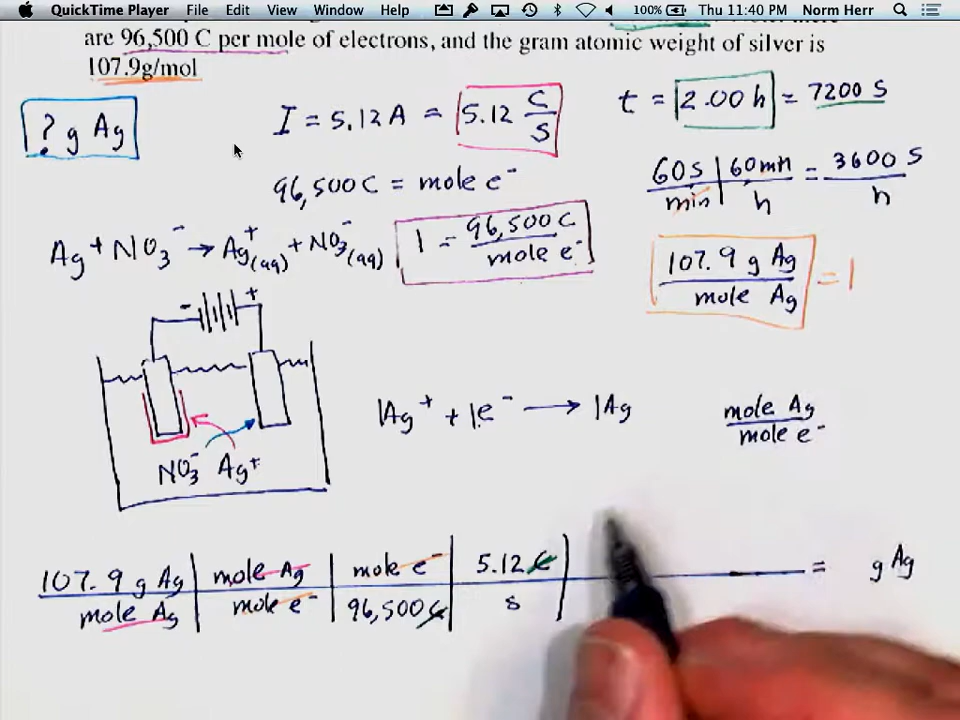 QuickTime Player File Edit View Window Help 100% Thu 11:40 PM Norm Herr
are 96,500 C per mole of electrons, and the gram atomic weight of silver is
107.9g/mol
? g Ag
I = 5.12 A = 5.12 C/S
t = 2.00 h = 7200 S
96,500 C = mole e⁻
60 S/min | 60 min/h = 3600 S/h
Ag + NO₃⁻ → Ag⁺(aq) + NO₃⁻(aq)
1 = 96,500 C/mole e⁻
107.9 g Ag/mole Ag = 1
- +
1Ag⁺ + 1e⁻ → 1Ag
mole Ag/mole e⁻
NO₃⁻ Ag⁺
107.9 g Ag/mole Ag | mole Ag/mole e⁻ | mole e⁻/96,500 C | 5.12 C/s | = g Ag